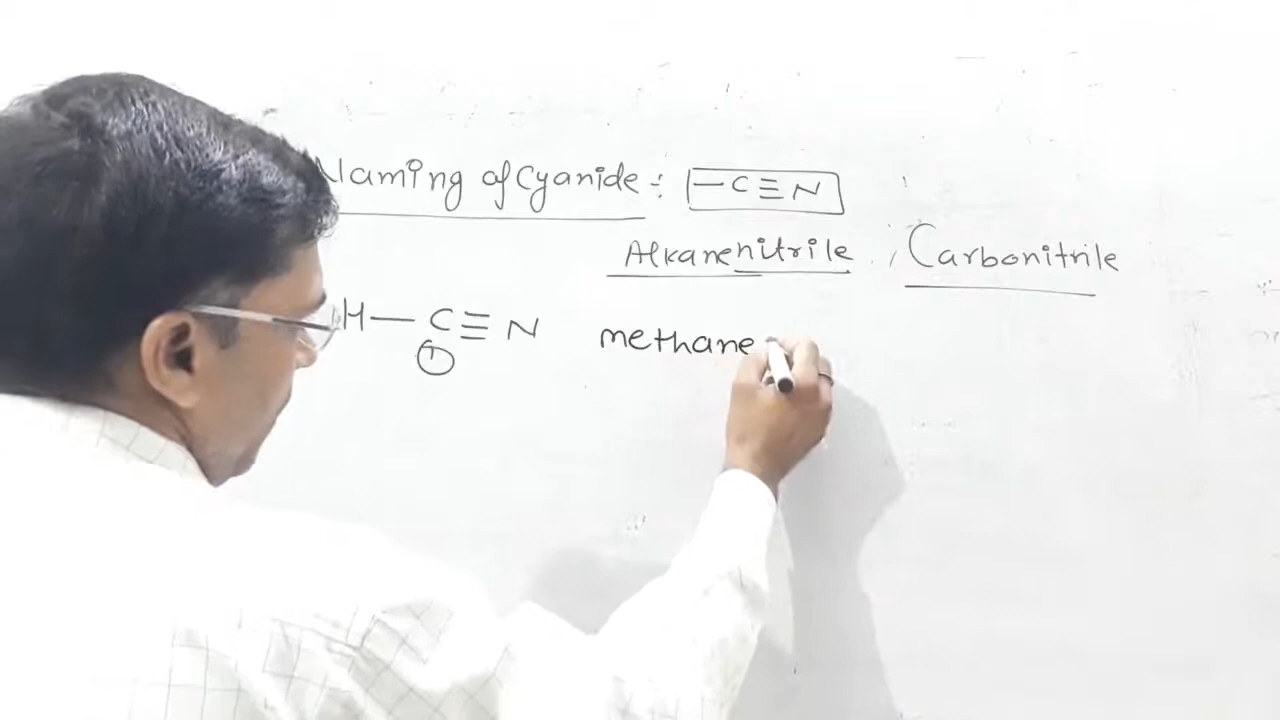 Naming of Cyanide :- -C≡N
Alkanenitrile , Carbonitrile
H-C≡N methane
1